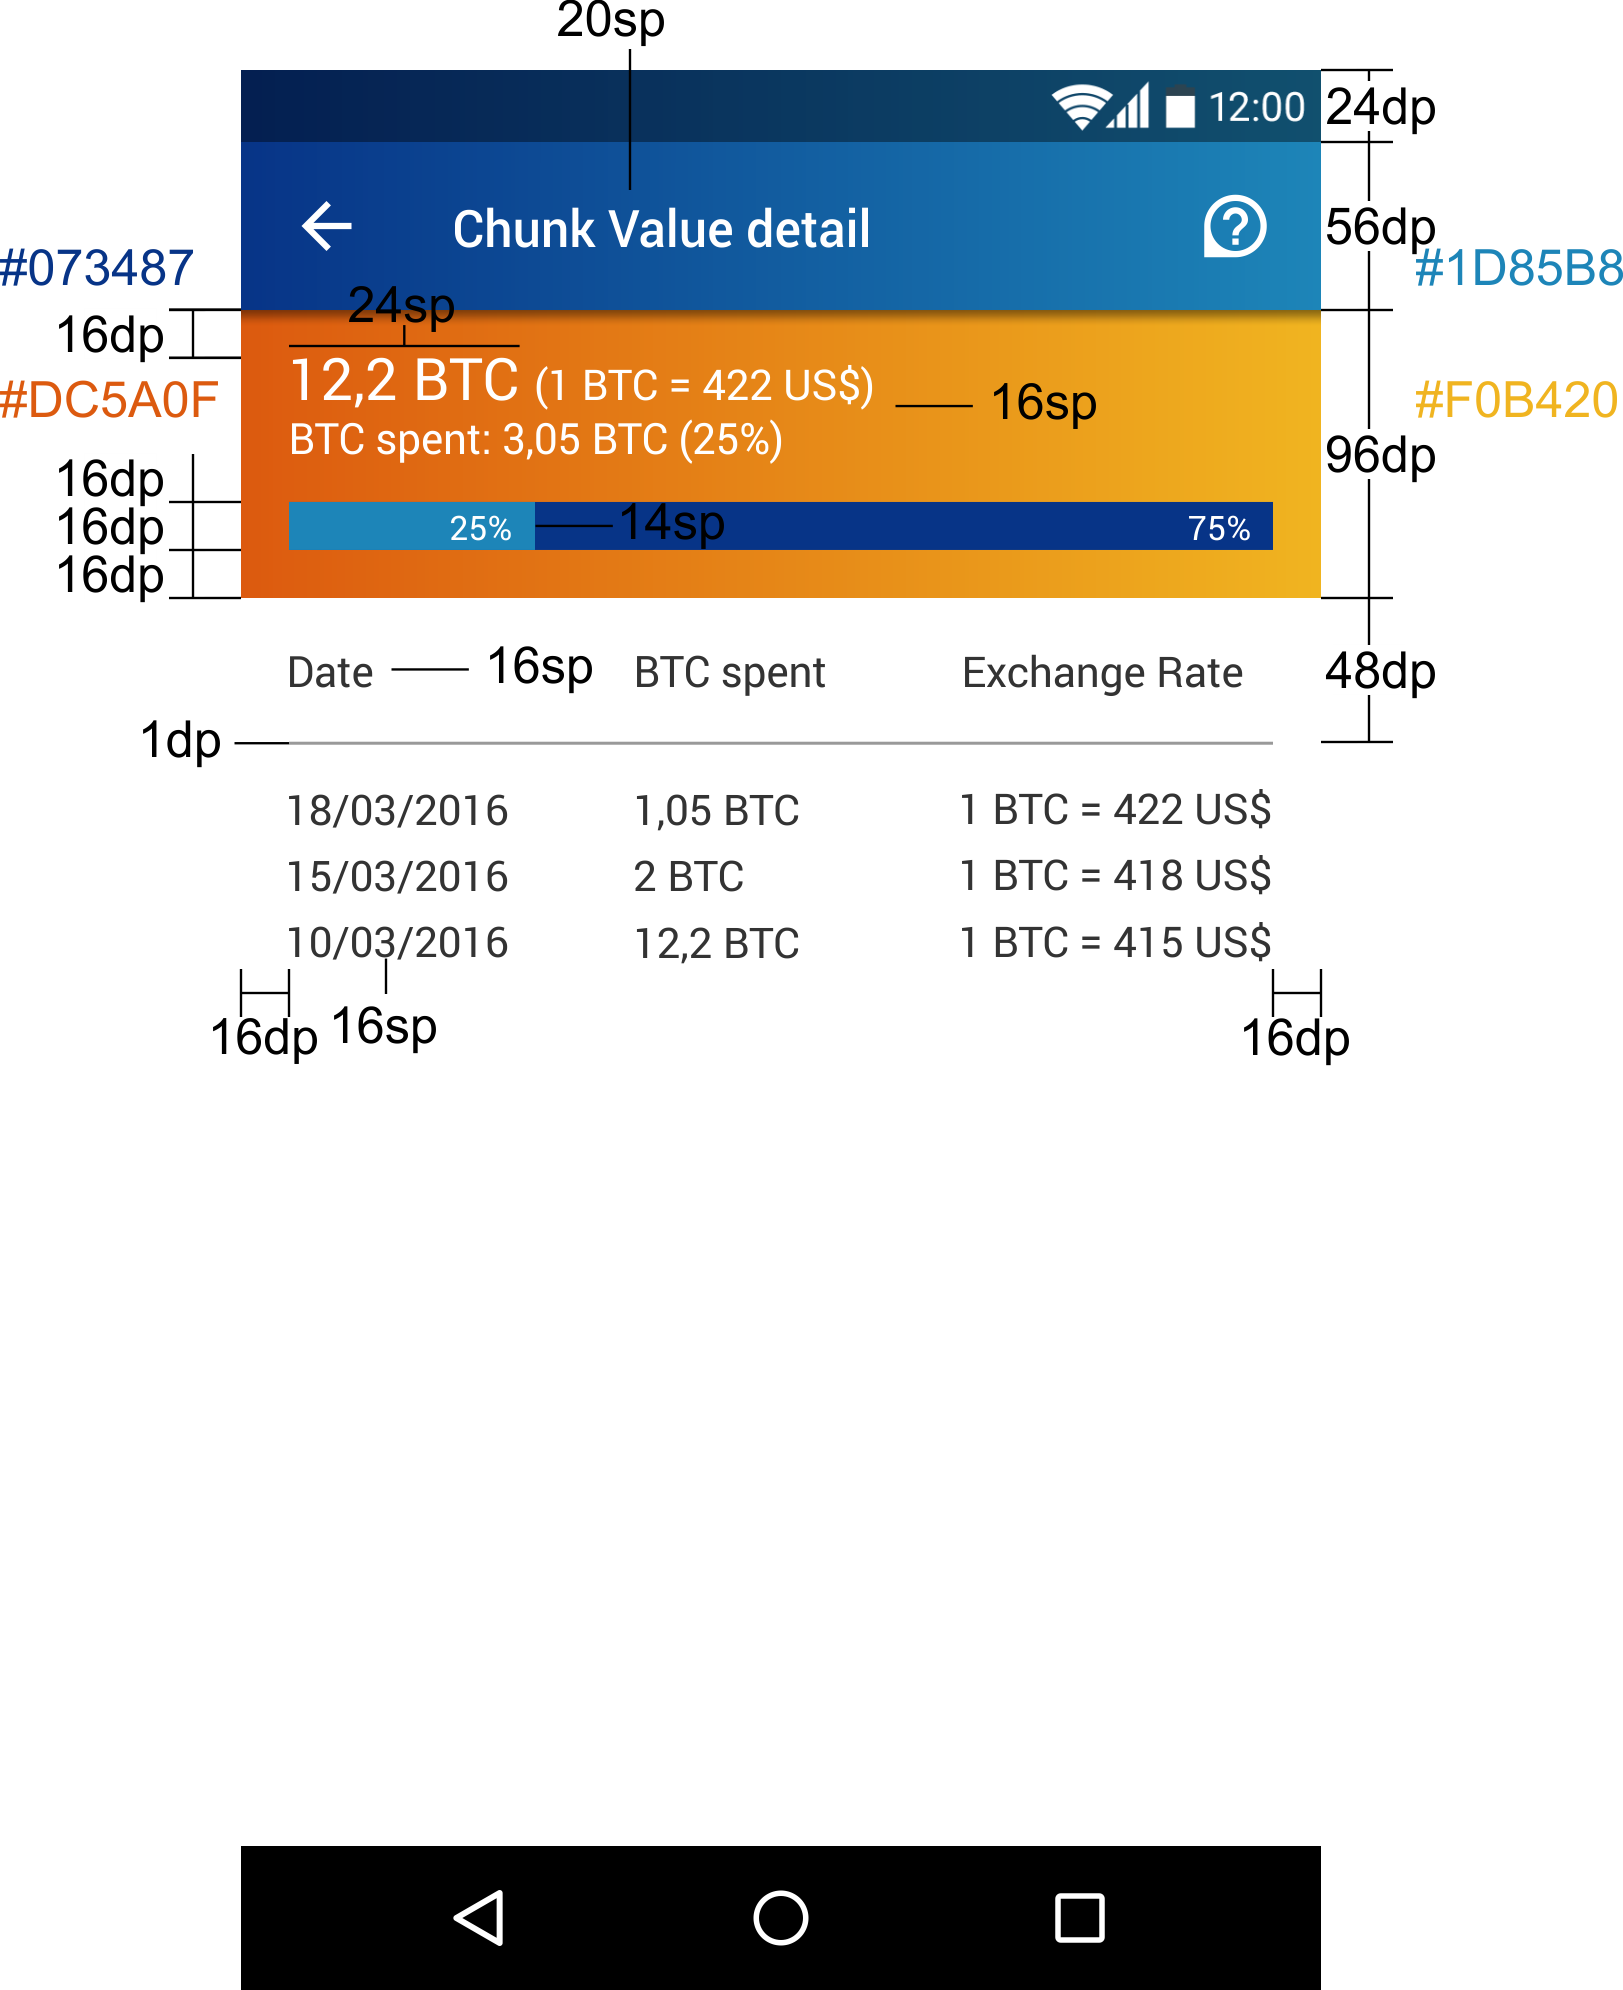 20sp
12:00
24dp
Chunk Value detail
56dp
#073487
#1D85B8
24sp
16dp
12,2 BTC (1 BTC = 422 US$)
#DC5A0F
16sp
#F0B420
BTC spent: 3,05 BTC (25%)
96dp
16dp
16dp
25%
14sp
75%
16dp
Date
16sp
BTC spent
Exchange Rate
48dp
1dp
18/03/2016 1,05 BTC 1 BTC = 422 US$
15/03/2016 2 BTC 1 BTC = 418 US$
10/03/2016 12,2 BTC 1 BTC = 415 US$
16dp
16sp
16dp